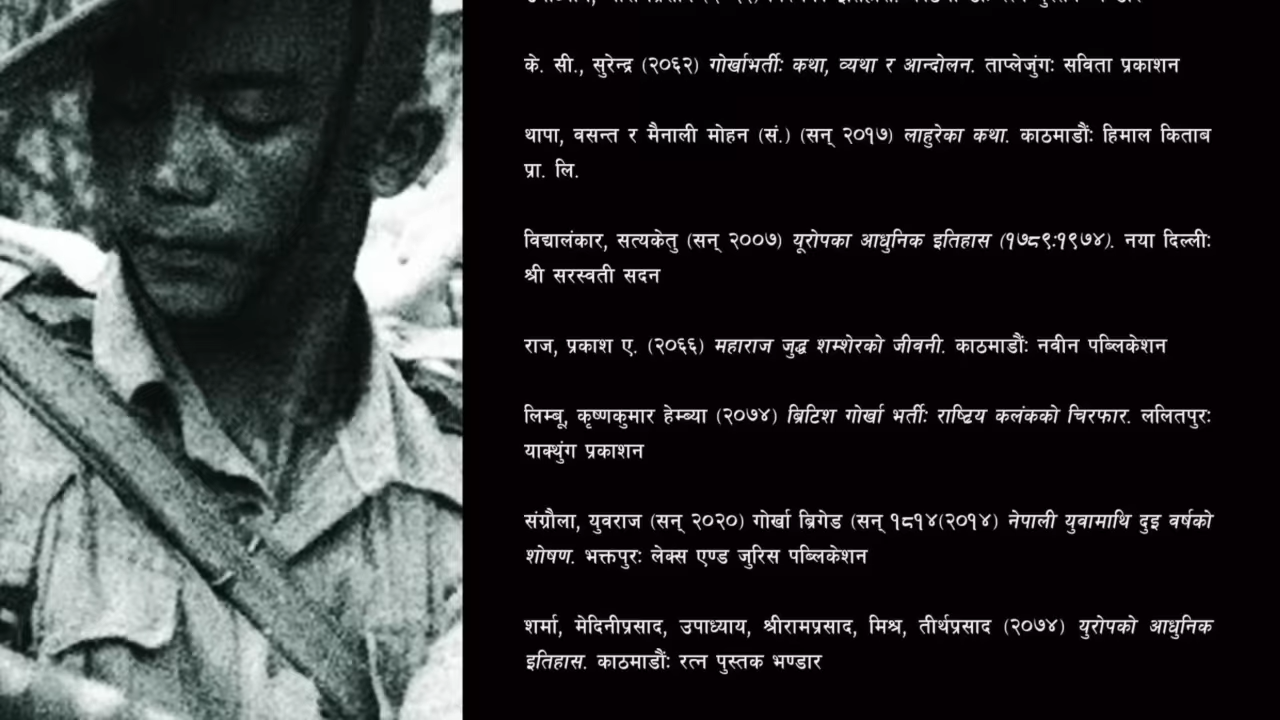 के. सी., सुरेन्द्र (२०६२) गोर्खाभर्तीः कथा, व्यथा र आन्दोलन. ताप्लेजुंगः सविता प्रकाशन
थापा, वसन्त र मैनाली मोहन (सं.) (सन् २०१७) लाहुरेका कथा. काठमाडौंः हिमाल किताब
प्रा. लि.
विद्यालंकार, सत्यकेतु (सन् २००७) यूरोपका आधुनिक इतिहास (१७८९ः१९७४). नया दिल्लीः
श्री सरस्वती सदन
राज, प्रकाश ए. (२०६६) महाराज जुद्ध शम्शेरको जीवनी. काठमाडौंः नवीन पब्लिकेशन
लिम्बू, कृष्णकुमार हेम्ब्या (२०७४) ब्रिटिश गोर्खा भर्तीः राष्ट्रिय कलंकको चिरफार. ललितपुरः
याक्थुंग प्रकाशन
संग्रौला, युवराज (सन् २०२०) गोर्खा ब्रिगेड (सन् १८१४(२०१४) नेपाली युवामाथि दुइ वर्षको
शोषण. भक्तपुरः लेक्स एण्ड जुरिस पब्लिकेशन
शर्मा, मेदिनीप्रसाद, उपाध्याय, श्रीरामप्रसाद, मिश्र, तीर्थप्रसाद (२०७४) युरोपको आधुनिक
इतिहास. काठमाडौंः रत्न पुस्तक भण्डार